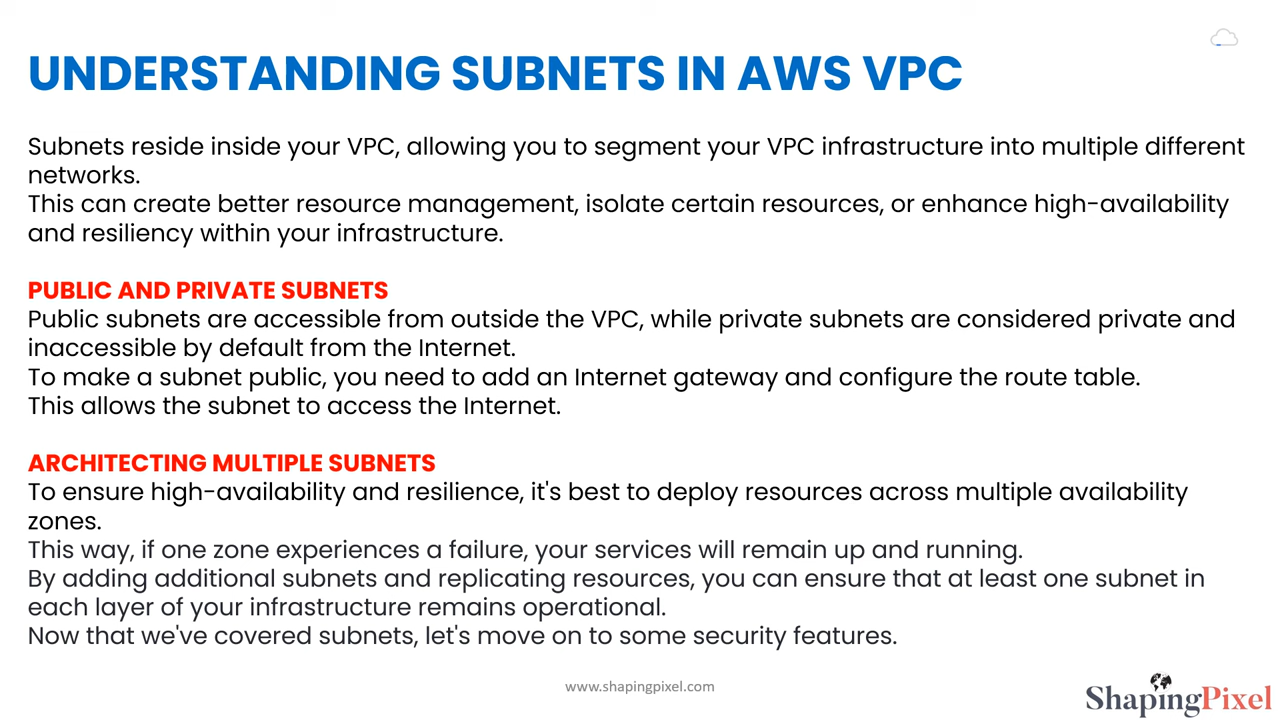 UNDERSTANDING SUBNETS IN AWS VPC
Subnets reside inside your VPC, allowing you to segment your VPC infrastructure into multiple different
networks.
This can create better resource management, isolate certain resources, or enhance high-availability
and resiliency within your infrastructure.
PUBLIC AND PRIVATE SUBNETS
Public subnets are accessible from outside the VPC, while private subnets are considered private and
inaccessible by default from the Internet.
To make a subnet public, you need to add an Internet gateway and configure the route table.
This allows the subnet to access the Internet.
ARCHITECTING MULTIPLE SUBNETS
To ensure high-availability and resilience, it's best to deploy resources across multiple availability
zones.
This way, if one zone experiences a failure, your services will remain up and running.
By adding additional subnets and replicating resources, you can ensure that at least one subnet in
each layer of your infrastructure remains operational.
Now that we've covered subnets, let's move on to some security features.
www.shapingpixel.com
ShapingPixel